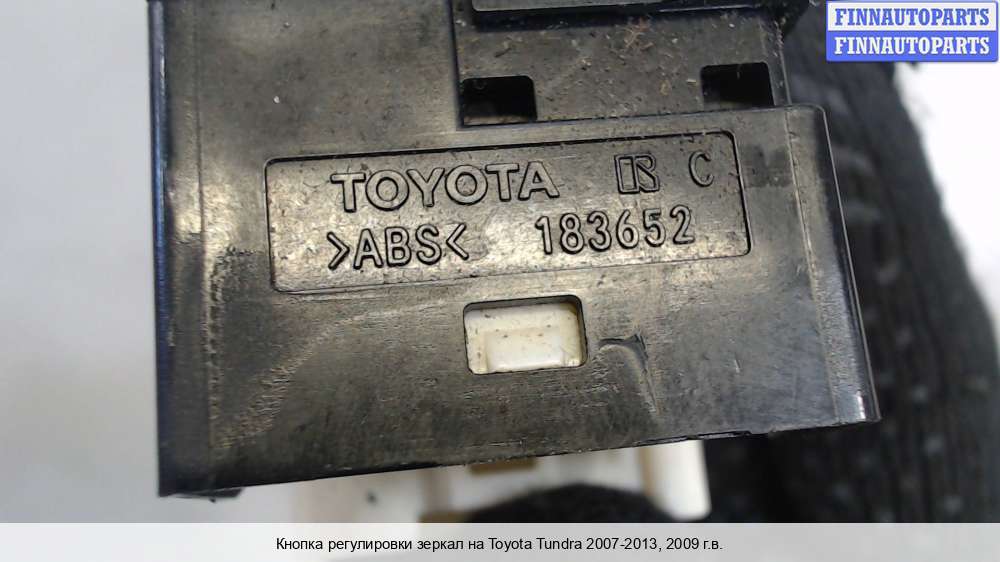 FINNAUTOPARTS
FINNAUTOPARTS
TOYOTA C
>ABS< 183652
Кнопка регулировки зеркал на Toyota Tundra 2007-2013, 2009 г.в.